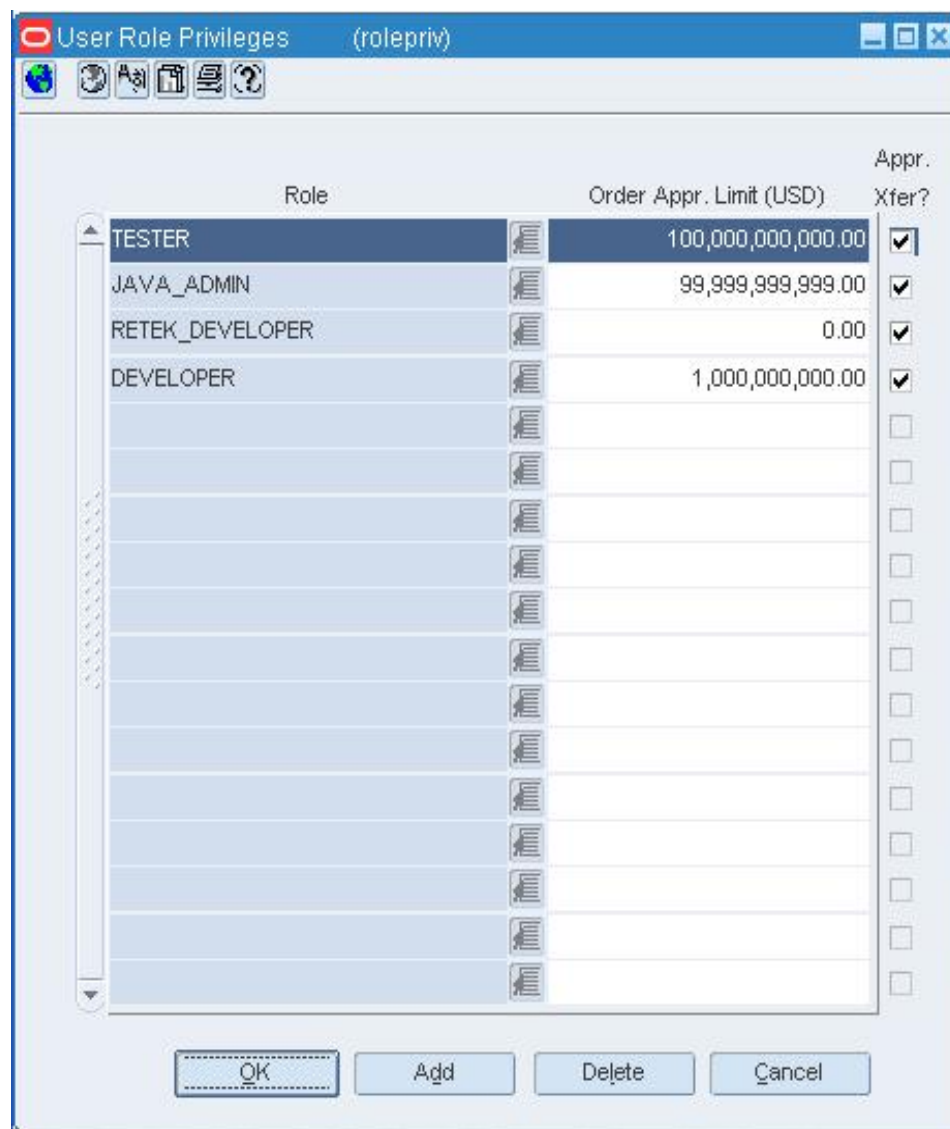 User Role Privileges (rolepriv)
Appr.
Role Order Appr. Limit (USD) Xfer?
TESTER 100,000,000,000.00
JAVA_ADMIN 99,999,999,999.00
RETEK_DEVELOPER 0.00
DEVELOPER 1,000,000,000.00
OK Add Delete Cancel